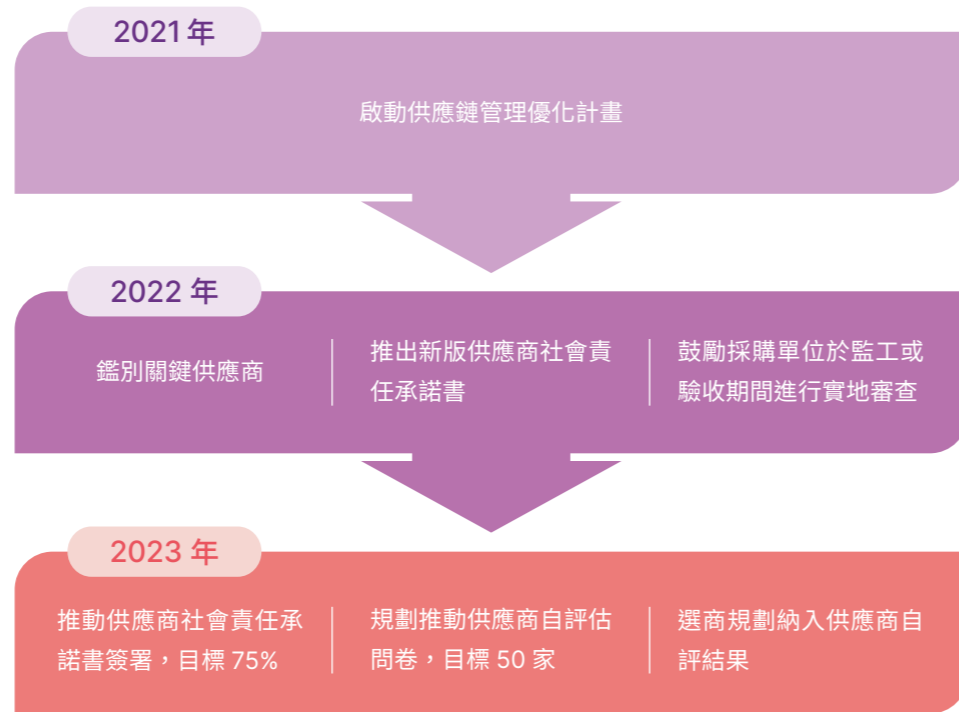 2021年
啟動供應鏈管理優化計畫
2022 年
鑑別關鍵供應商
推出新版供應商社會責
任承諾書
鼓勵採購單位於監工或
驗收期間進行實地審查
2023 年
推動供應商社會責任承
諾書簽署，目標 75%
規劃推動供應商自評估
問卷，目標 50 家
選商規劃納入供應商自
評結果